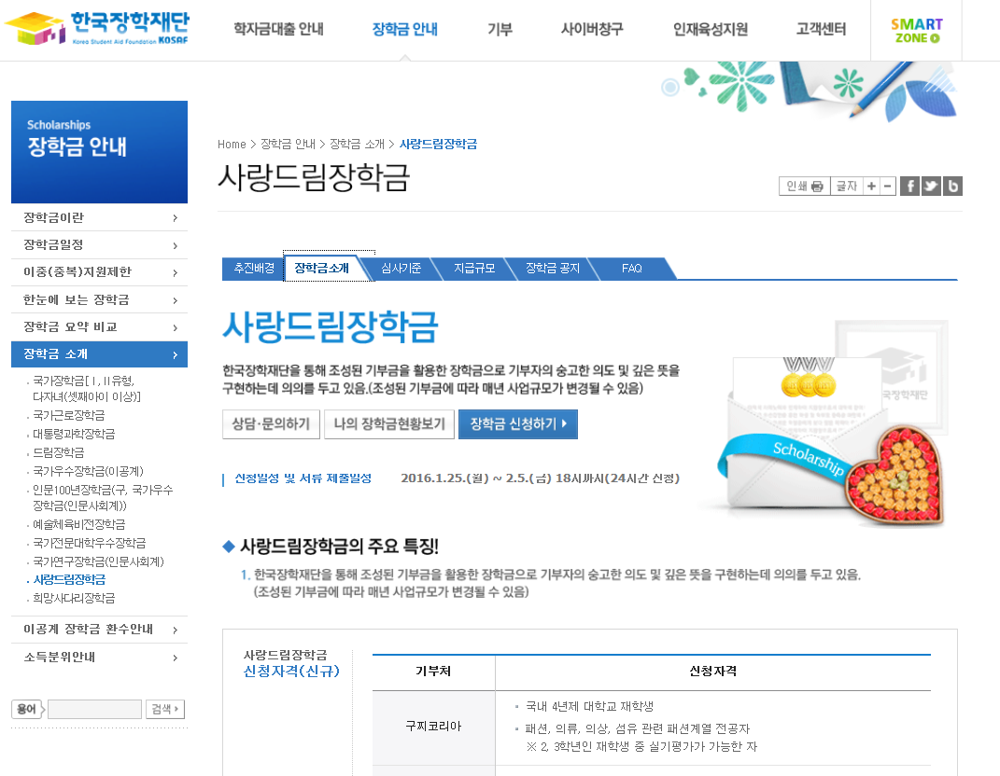 한국장학재단
Korea Student Aid Foundation KOSAF
학자금대출 안내
장학금 안내
기부
사이버창구
인재육성지원
고객센터
SMART
ZONE
Scholarships
장학금 안내
장학금이란
장학금일정
이중(중복)지원제한
한눈에 보는 장학금
장학금 요약 비교
장학금 소개
국가장학금[Ⅰ,Ⅱ유형,
다자녀(셋째아이 이상)]
국가근로장학금
대통령과학장학금
드림장학금
국가우수장학금(이공계)
인문100년장학금(구, 국가우수
장학금(인문사회계))
예술체육비전장학금
국가전문대학우수장학금
국가연구장학금(인문사회계)
사랑드림장학금
희망사다리장학금
이공계 장학금 환수안내
소득분위안내
용어
검색
Home > 장학금 안내 > 장학금 소개 > 사랑드림장학금
사랑드림장학금
인쇄
글자 + -
추진배경
장학금소개
심사기준
지급규모
장학금 공지
FAQ
사랑드림장학금
한국장학재단을 통해 조성된 기부금을 활용한 장학금으로 기부자의 숭고한 의도 및 깊은 뜻을
구현하는데 의의를 두고 있음.(조성된 기부금에 따라 매년 사업규모가 변경될 수 있음)
상담·문의하기
나의 장학금현황보기
장학금 신청하기
Scholarship
신청일정 및 서류 제출일정
2016.1.25.(월) ~ 2.5.(금) 18시까지(24시간 신청)
사랑드림장학금의 주요 특징!
1. 한국장학재단을 통해 조성된 기부금을 활용한 장학금으로 기부자의 숭고한 의도 및 깊은 뜻을 구현하는데 의의를 두고 있음.
(조성된 기부금에 따라 매년 사업규모가 변경될 수 있음)
사랑드림장학금
신청자격(신규)
기부처
신청자격
구찌코리아
국내 4년제 대학교 재학생
패션, 의류, 의상, 섬유 관련 패션계열 전공자
※ 2, 3학년인 재학생 중 실기평가가 가능한 자